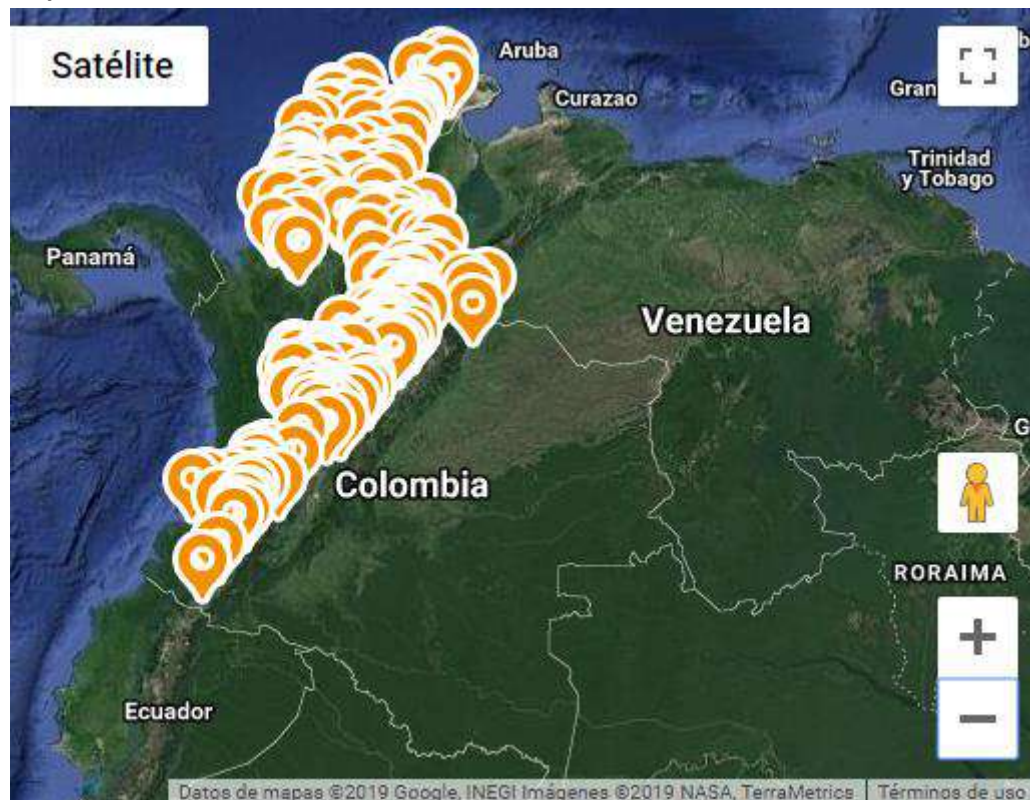 Satélite
Aruba
Curazao
Gran
Trinidad
y Tobago
Panamá
Venezuela
G
Colombia
RORAIMA
+
−
Ecuador
Datos de mapas ©2019 Google, INEGI Imágenes ©2019 NASA, TerraMetrics
Términos de uso